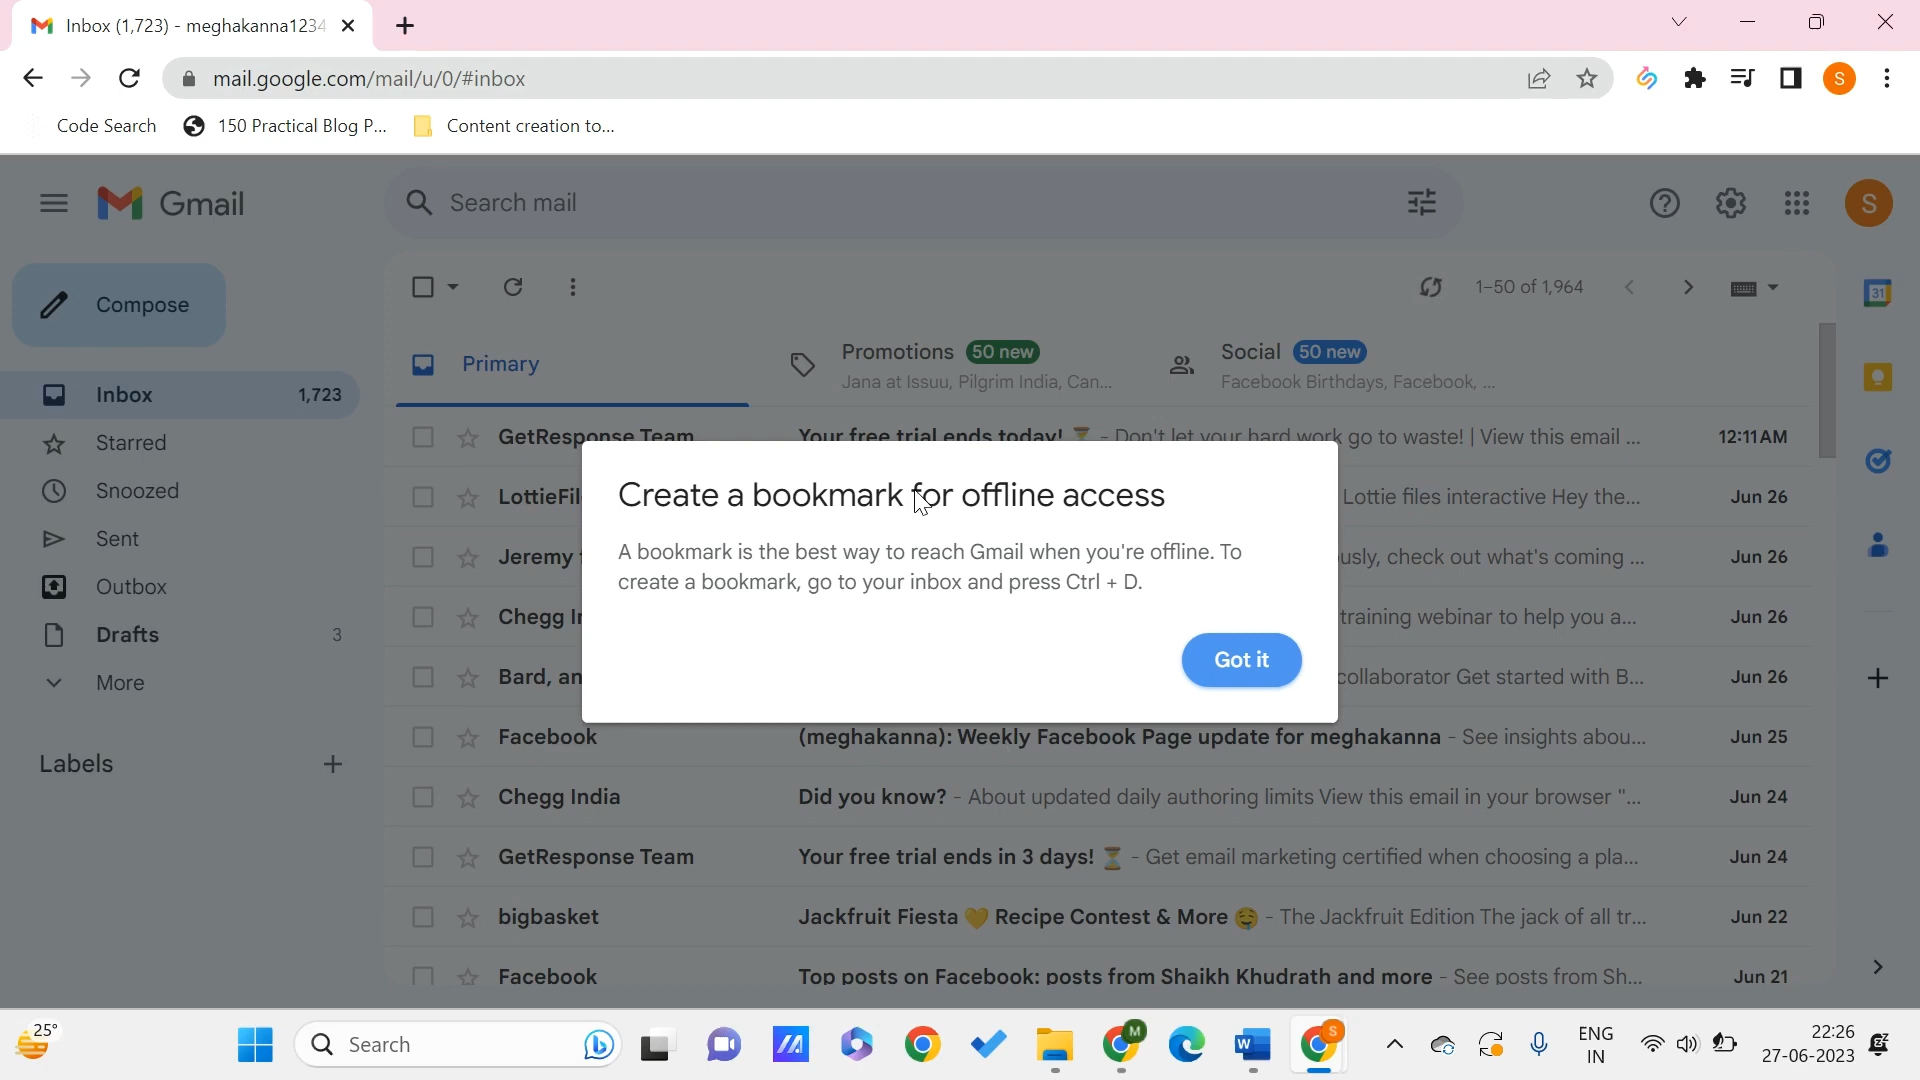 Inbox (1,723) - meghakanna1234
mail.google.com/mail/u/0/#inbox
S
Code Search
150 Practical Blog P...
Content creation to...
Gmail
Search mail
S
Compose
1–50 of 1,964
31
Primary
Promotions 50 new
Jana at Issuu, Pilgrim India, Can...
Social 50 new
Facebook Birthdays, Facebook, ...
Inbox 1,723
Starred
Snoozed
Sent
Outbox
Drafts 3
More
Labels
GetResponse Team Your free trial ends today! ⏳ - Don't let your hard work go to waste! | View this email ... 12:11 AM
LottieFil Lottie files interactive Hey the... Jun 26
Jeremy usly, check out what's coming ... Jun 26
Chegg In training webinar to help you a... Jun 26
Bard, an collaborator Get started with B... Jun 26
Facebook (meghakanna): Weekly Facebook Page update for meghakanna - See insights abou... Jun 25
Chegg India Did you know? - About updated daily authoring limits View this email in your browser "... Jun 24
GetResponse Team Your free trial ends in 3 days! ⏳ - Get email marketing certified when choosing a pla... Jun 24
bigbasket Jackfruit Fiesta 💛 Recipe Contest & More 🤤 - The Jackfruit Edition The jack of all tr... Jun 22
Facebook Top posts on Facebook: posts from Shaikh Khudrath and more - See posts from Sh... Jun 21
Create a bookmark for offline access
A bookmark is the best way to reach Gmail when you're offline. To
create a bookmark, go to your inbox and press Ctrl + D.
Got it
25°
Search
M
W
S
ENG
IN
22:26
27-06-2023